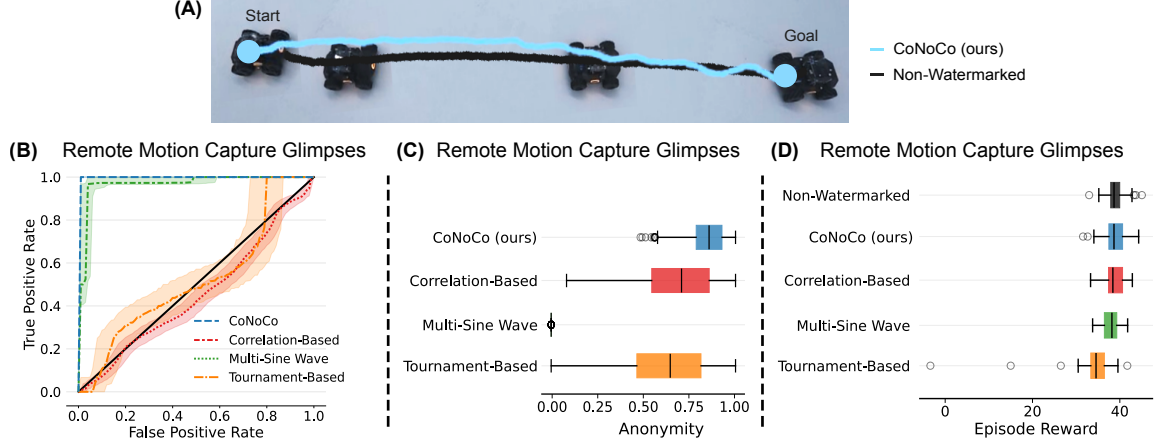 (A)
Start
Goal
CoNoCo (ours)
Non-Watermarked
(B) Remote Motion Capture Glimpses
True Positive Rate
1.0
0.8
0.6
0.4
0.2
0.0
CoNoCo
Correlation-Based
Multi-Sine Wave
Tournament-Based
0.0 0.2 0.4 0.6 0.8 1.0
False Positive Rate
(C) Remote Motion Capture Glimpses
CoNoCo (ours)
Correlation-Based
Multi-Sine Wave
Tournament-Based
0.00 0.25 0.50 0.75 1.00
Anonymity
(D) Remote Motion Capture Glimpses
Non-Watermarked
CoNoCo (ours)
Correlation-Based
Multi-Sine Wave
Tournament-Based
0 20 40
Episode Reward